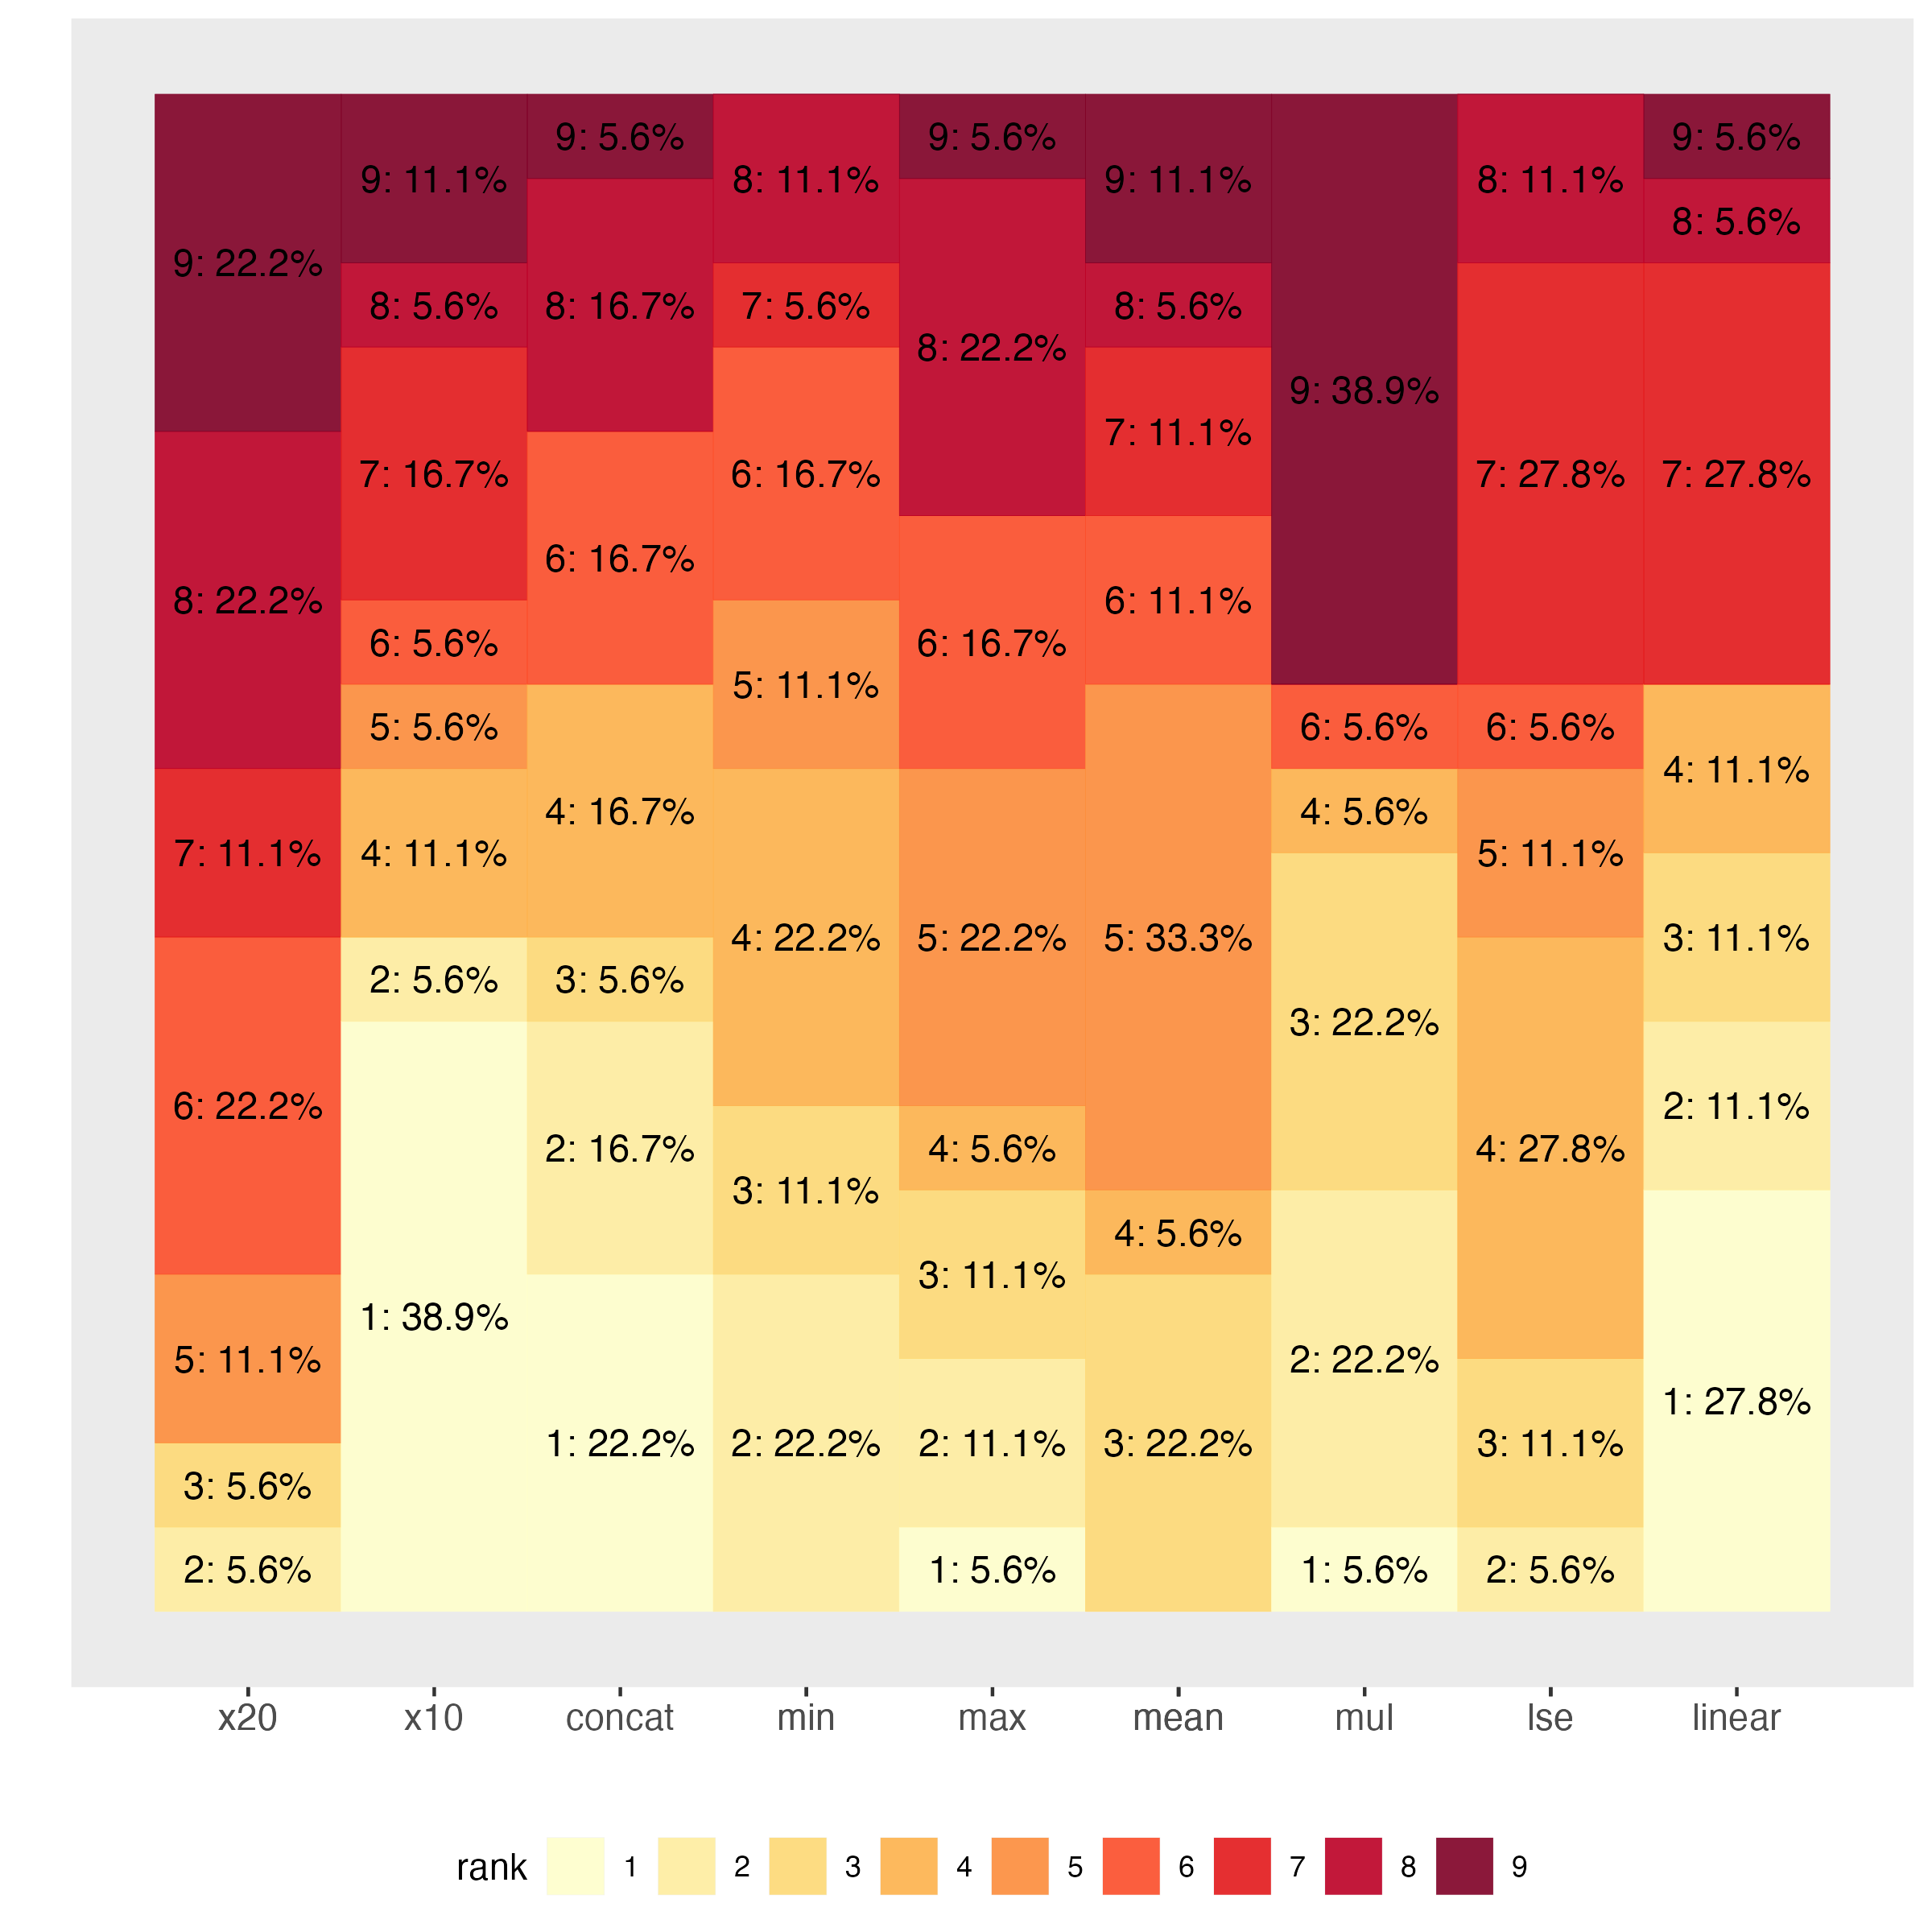 9: 5.6% 9: 5.6% 9: 5.6%
9: 11.1% 8: 11.1% 9: 11.1% 8: 11.1%
8: 5.6%
9: 22.2%
8: 5.6% 8: 16.7% 7: 5.6% 8: 5.6%
8: 22.2%
9: 38.9%
7: 11.1%
7: 16.7% 6: 16.7% 7: 27.8% 7: 27.8%
6: 16.7%
8: 22.2% 6: 11.1%
6: 5.6% 6: 16.7%
5: 11.1%
5: 5.6% 6: 5.6% 6: 5.6%
4: 11.1%
4: 16.7% 4: 5.6%
7: 11.1% 4: 11.1% 5: 11.1%
4: 22.2% 5: 22.2% 5: 33.3% 3: 11.1%
2: 5.6% 3: 5.6%
3: 22.2%
6: 22.2% 2: 11.1%
2: 16.7% 4: 5.6% 4: 27.8%
3: 11.1%
4: 5.6%
3: 11.1%
1: 38.9%
5: 11.1% 2: 22.2%
1: 27.8%
1: 22.2% 2: 22.2% 2: 11.1% 3: 22.2% 3: 11.1%
3: 5.6%
2: 5.6% 1: 5.6% 1: 5.6% 2: 5.6%
x20 x10 concat min max mean mul lse linear
rank 1 2 3 4 5 6 7 8 9